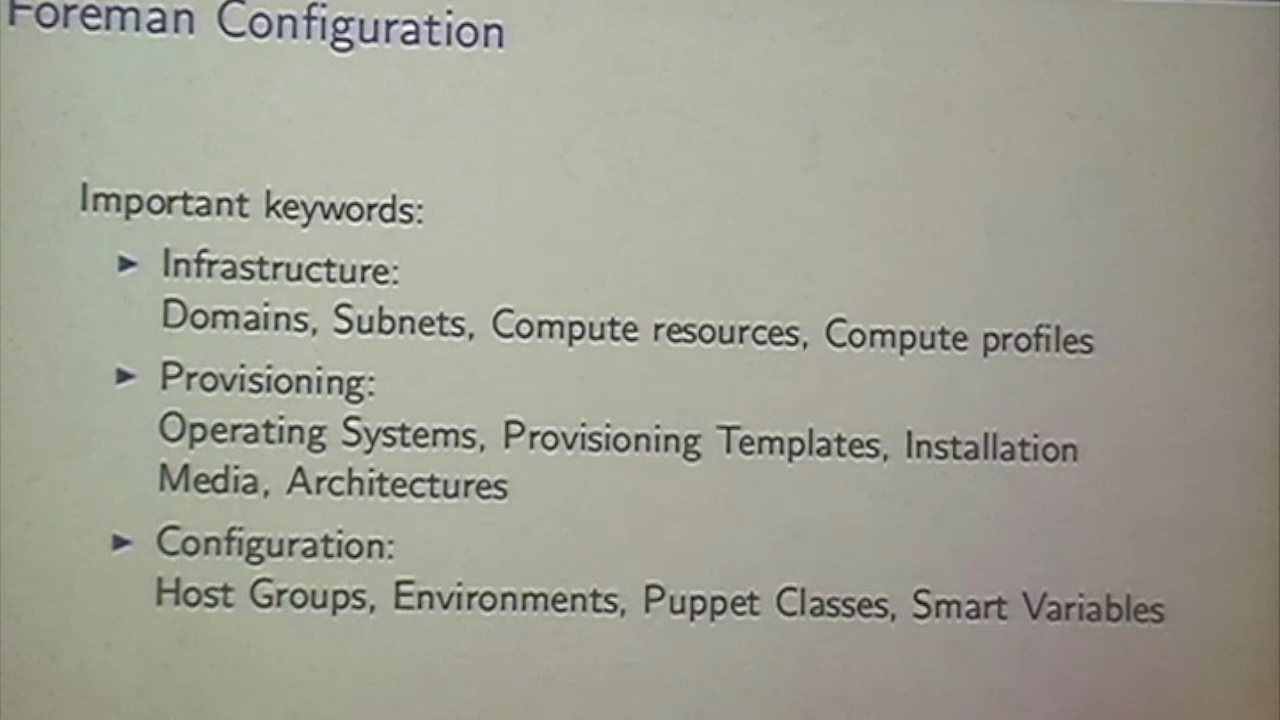 Foreman Configuration
Important keywords:
► Infrastructure:
Domains, Subnets, Compute resources, Compute profiles
► Provisioning:
Operating Systems, Provisioning Templates, Installation
Media, Architectures
► Configuration:
Host Groups, Environments, Puppet Classes, Smart Variables